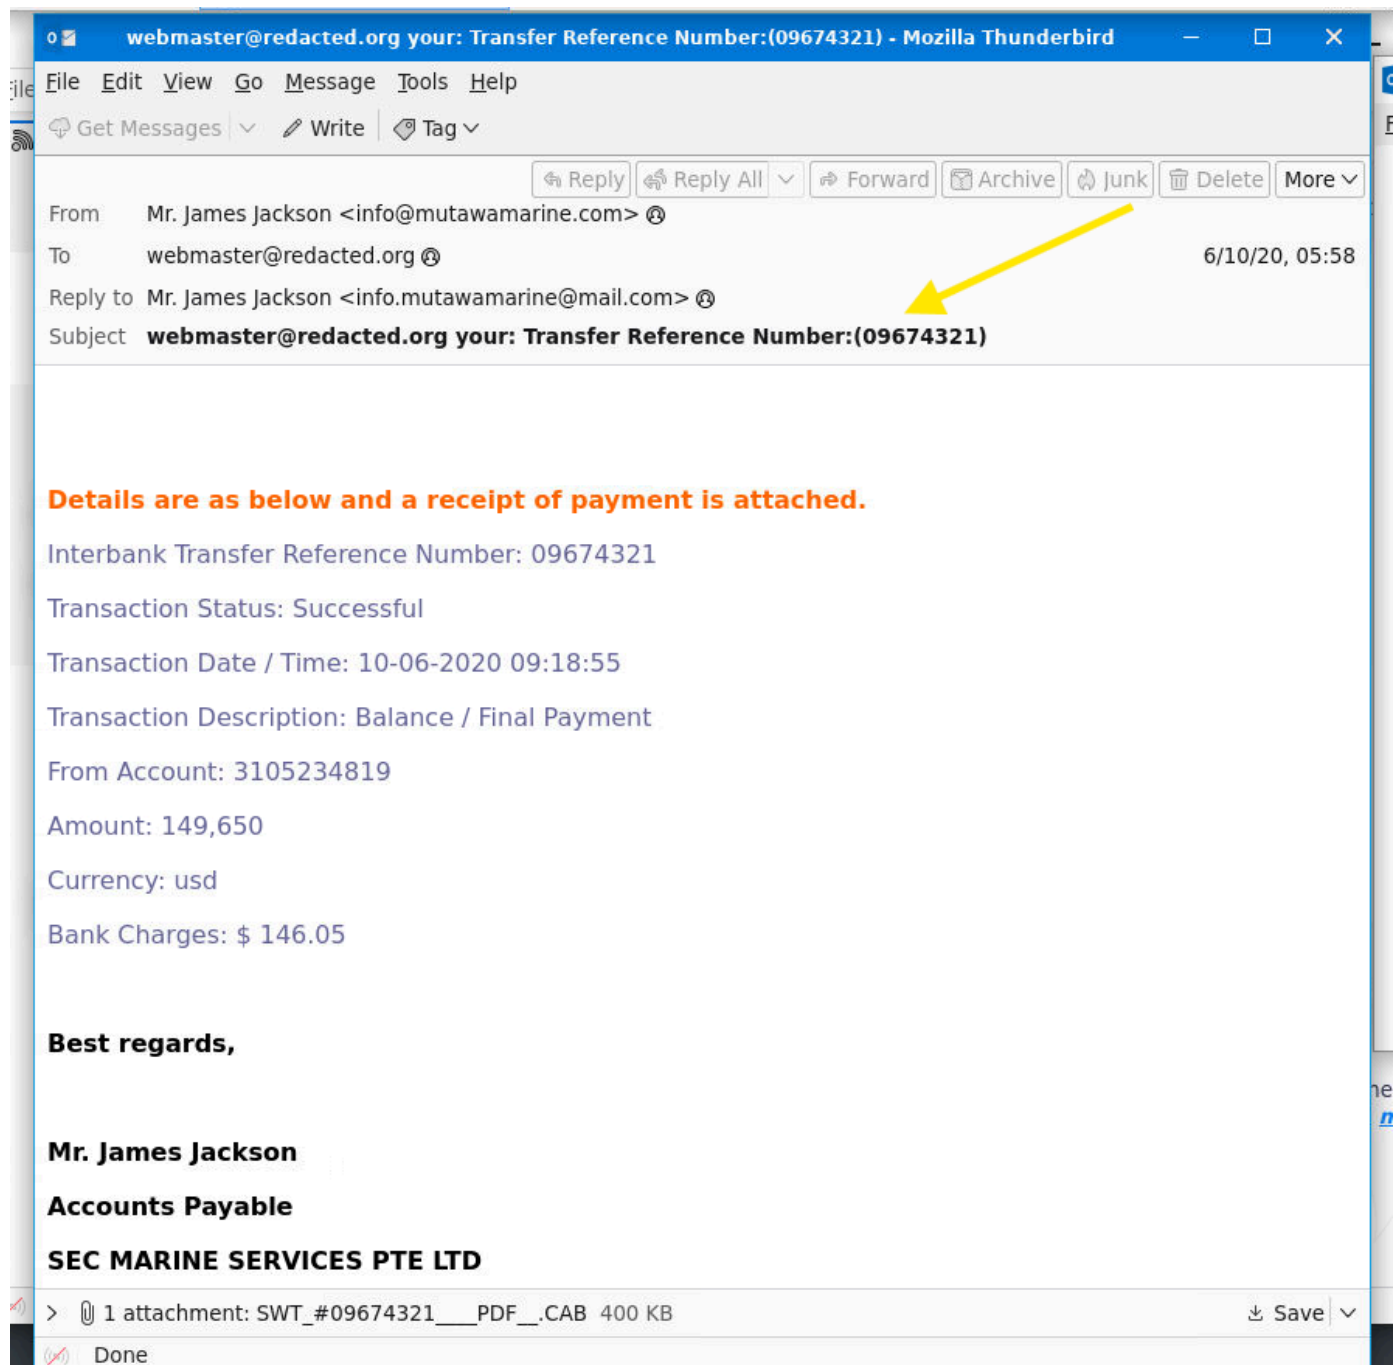 webmaster@redacted.org your: Transfer Reference Number:(09674321) - Mozilla Thunderbird
File Edit View Go Message Tools Help
Get Messages Write Tag
Reply Reply All Forward Archive Junk Delete More
From Mr. James Jackson <info@mutawamarine.com>
To webmaster@redacted.org 6/10/20, 05:58
Reply to Mr. James Jackson <info.mutawamarine@mail.com>
Subject webmaster@redacted.org your: Transfer Reference Number:(09674321)
Details are as below and a receipt of payment is attached.
Interbank Transfer Reference Number: 09674321
Transaction Status: Successful
Transaction Date / Time: 10-06-2020 09:18:55
Transaction Description: Balance / Final Payment
From Account: 3105234819
Amount: 149,650
Currency: usd
Bank Charges: $ 146.05
Best regards,
Mr. James Jackson
Accounts Payable
SEC MARINE SERVICES PTE LTD
1 attachment: SWT_#09674321____PDF__.CAB 400 KB Save
Done